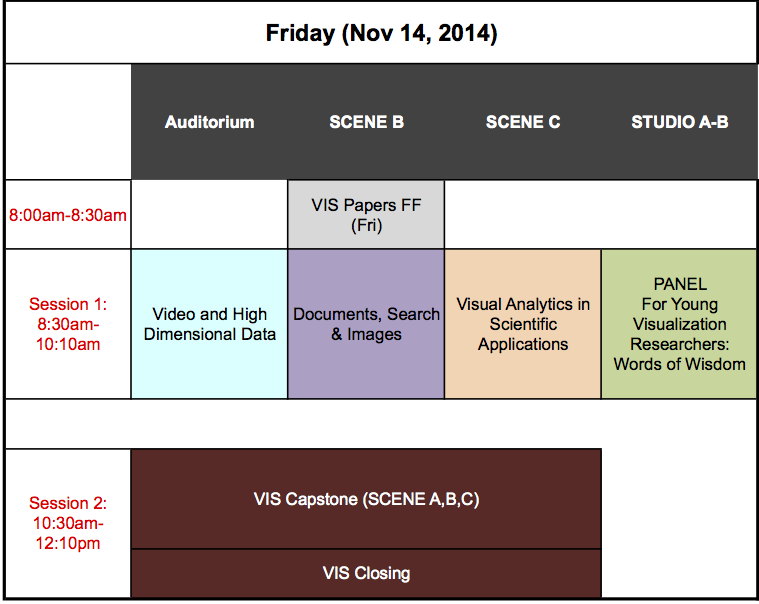 Friday (Nov 14, 2014)
Auditorium
SCENE B
SCENE C
STUDIO A-B
8:00am-8:30am
VIS Papers FF
(Fri)
Session 1:
8:30am-
10:10am
Video and High
Dimensional Data
Documents, Search
& Images
Visual Analytics in
Scientific
Applications
PANEL
For Young
Visualization
Researchers:
Words of Wisdom
Session 2:
10:30am-
12:10pm
VIS Capstone (SCENE A,B,C)
VIS Closing